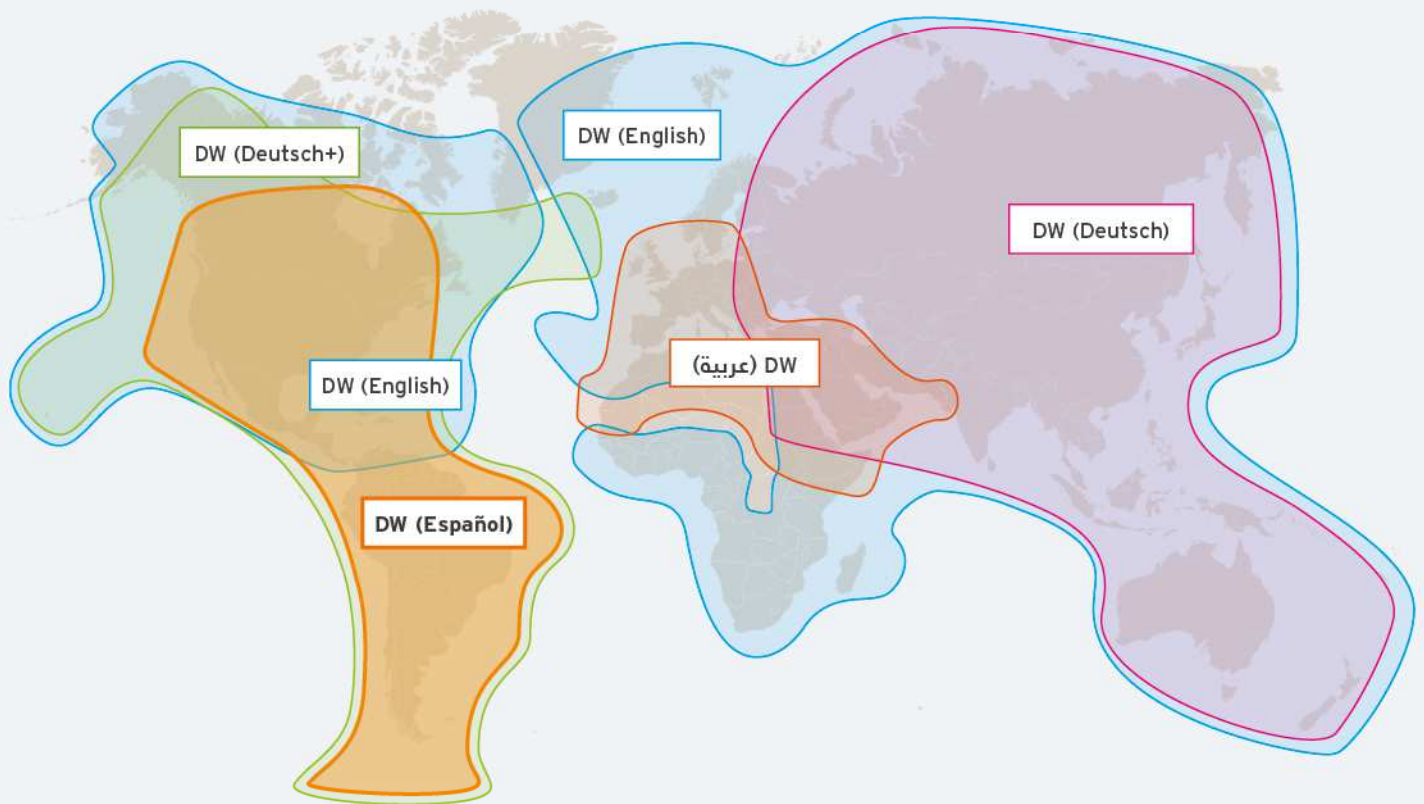 DW (English)
DW (Deutsch+)
DW (Deutsch)
DW (عربية)
DW (English)
DW (Español)